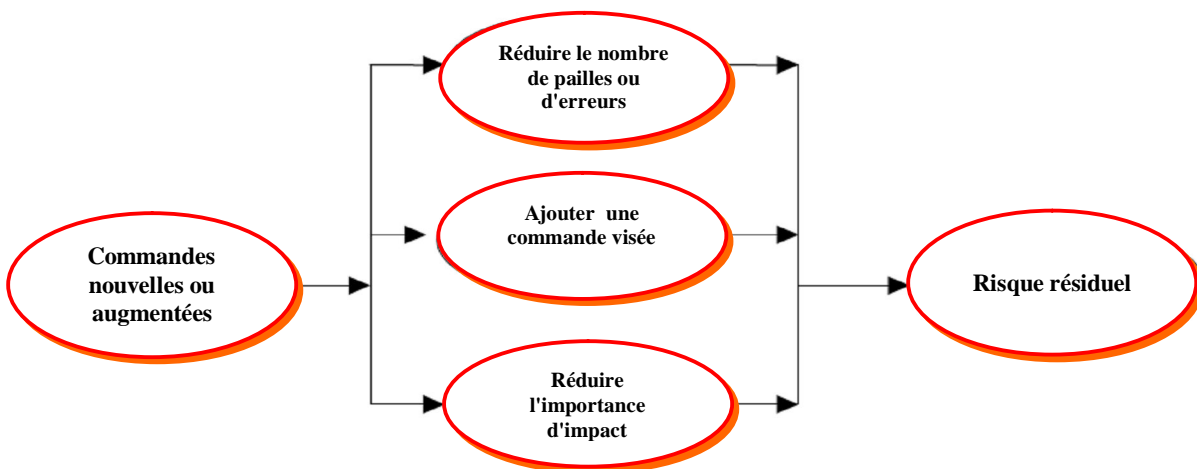 Commandes
nouvelles ou
augmentées
Réduire le nombre
de pailles ou
d'erreurs
Ajouter une
commande visée
Réduire
l'importance
d'impact
Risque résiduel